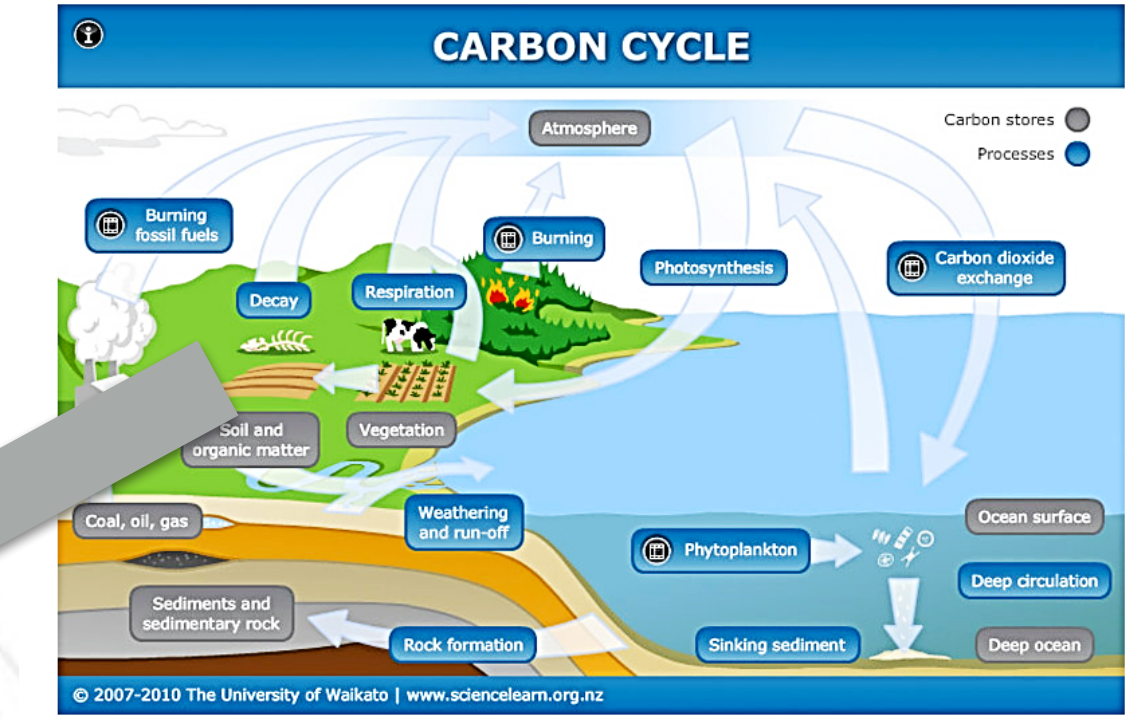 CARBON CYCLE
Atmosphere
Carbon stores
Processes
Burning
fossil fuels
Burning
Photosynthesis
Carbon dioxide
exchange
Decay
Respiration
Soil and
organic matter
Vegetation
Coal, oil, gas
Weathering
and run-off
Ocean surface
Phytoplankton
Deep circulation
Sediments and
sedimentary rock
Rock formation
Sinking sediment
Deep ocean
© 2007-2010 The University of Waikato | www.sciencelearn.org.nz